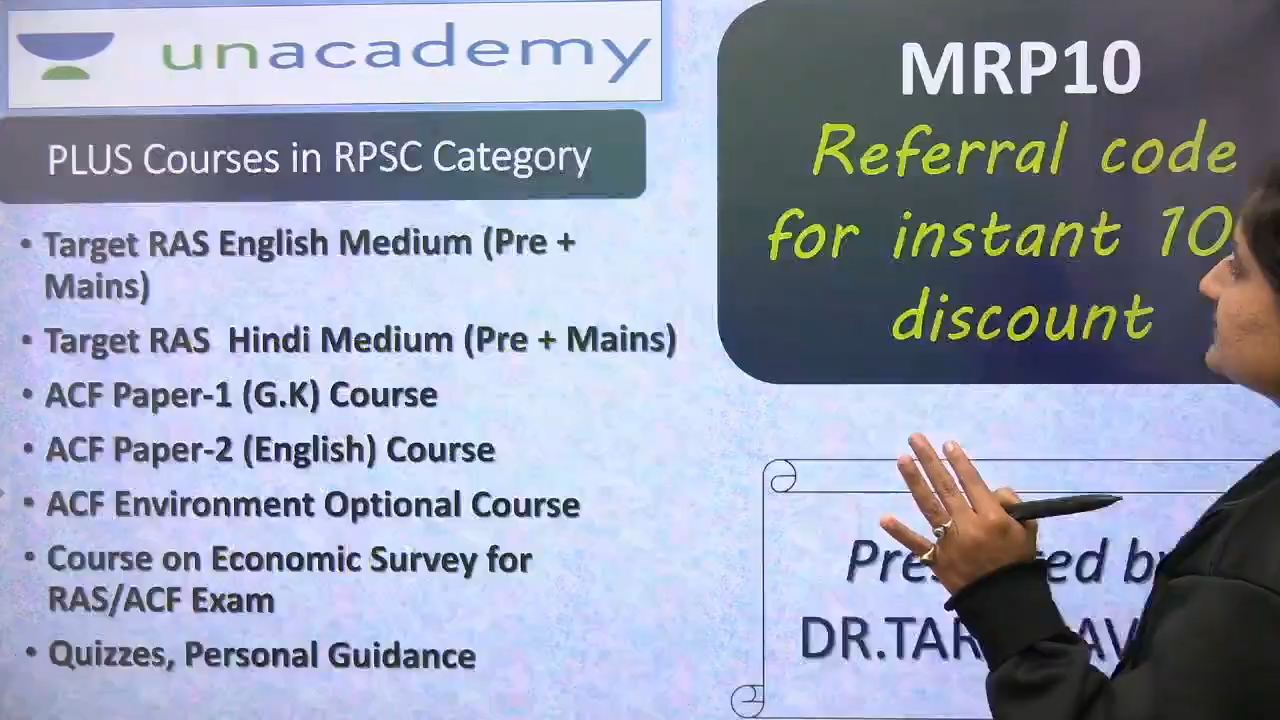 unacademy
PLUS Courses in RPSC Category
• Target RAS English Medium (Pre +
Mains)
• Target RAS Hindi Medium (Pre + Mains)
• ACF Paper-1 (G.K) Course
• ACF Paper-2 (English) Course
• ACF Environment Optional Course
• Course on Economic Survey for
RAS/ACF Exam
• Quizzes, Personal Guidance
MRP10
Referral code
for instant 10
discount